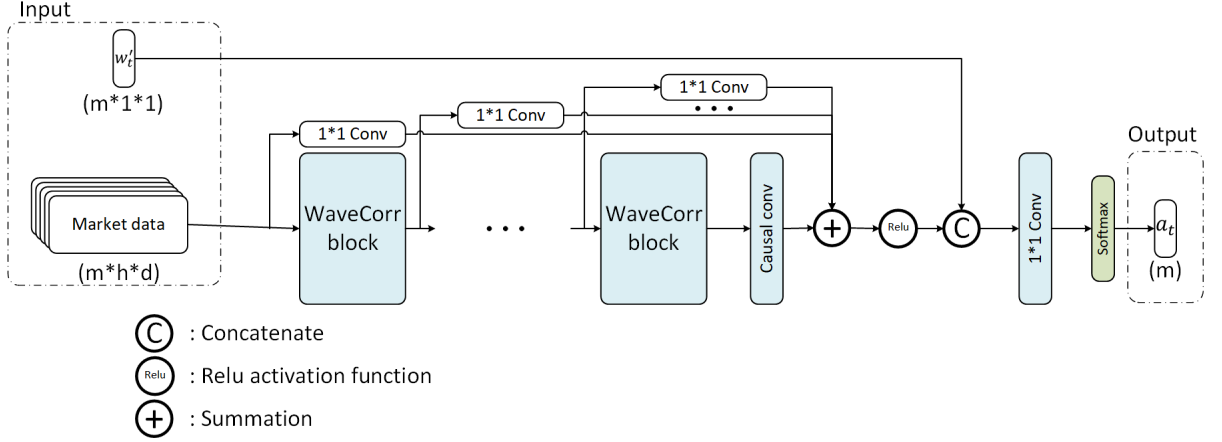 Input
w′ₜ
(m*1*1)
Market data
(m*h*d)
1*1 Conv
1*1 Conv
1*1 Conv
• • •
WaveCorr
block
• • •
WaveCorr
block
Causal conv
+
Relu
C
1*1 Conv
Softmax
Output
aₜ
(m)
C : Concatenate
Relu : Relu activation function
+ : Summation